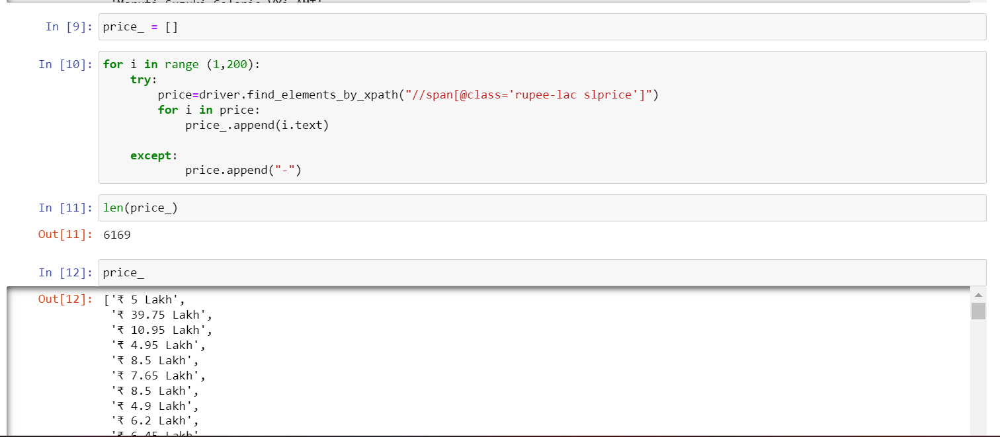 'Maruti Suzuki Celerio VXi AMT'
In [9]: price_ = []
In [10]: for i in range (1,200):
    try:
        price=driver.find_elements_by_xpath("//span[@class='rupee-lac slprice']")
        for i in price:
            price_.append(i.text)
    except:
            price.append("-")
In [11]: len(price_)
Out[11]: 6169
In [12]: price_
Out[12]: ['₹ 5 Lakh',
'₹ 39.75 Lakh',
'₹ 10.95 Lakh',
'₹ 4.95 Lakh',
'₹ 8.5 Lakh',
'₹ 7.65 Lakh',
'₹ 8.5 Lakh',
'₹ 4.9 Lakh',
'₹ 6.2 Lakh',
'₹ 6.45 Lakh'